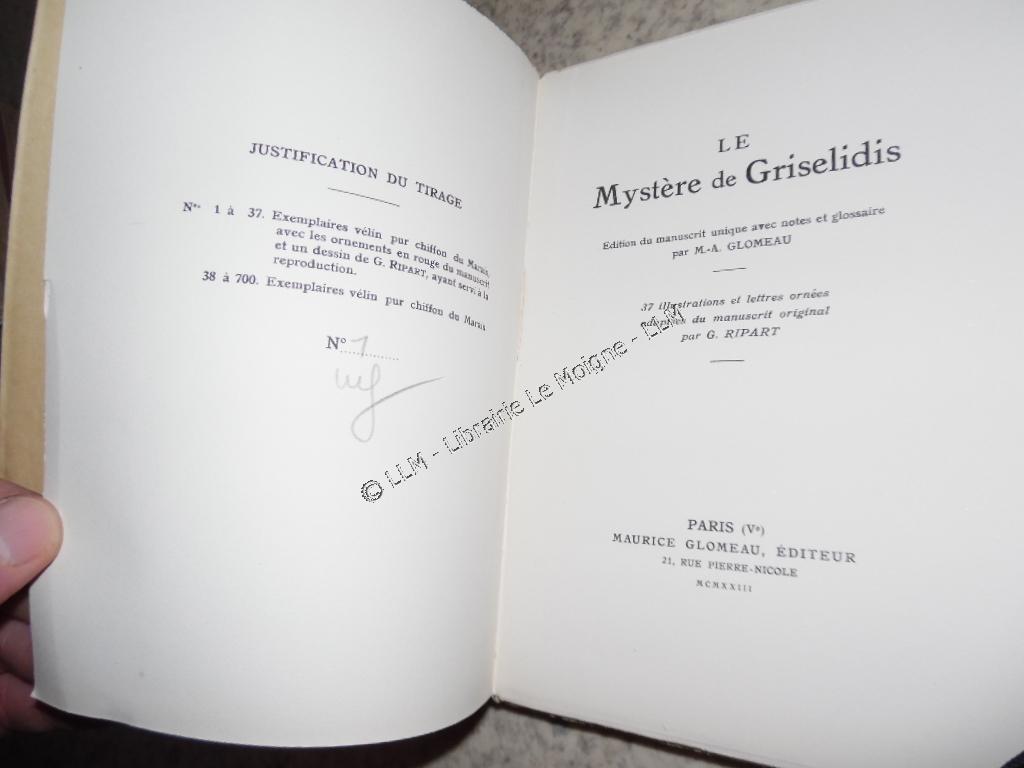 JUSTIFICATION DU TIRAGE
Nos 1 à 37. Exemplaires vélin pur chiffon du Marais,
avec les ornements en rouge du manuscrit
et un dessin de G. RIPART, ayant servi à la
reproduction.
38 à 700. Exemplaires vélin pur chiffon du Marais
No 1
LE
Mystère de Griselidis
Edition du manuscrit unique avec notes et glossaire
par M.-A. GLOMEAU
37 illustrations et lettres ornées
adaptées du manuscrit original
par G. RIPART
PARIS (Ve)
MAURICE GLOMEAU, ÉDITEUR
21, RUE PIERRE-NICOLE
MCMXXIII
© LLM - Librairie Le Moigne - LLM